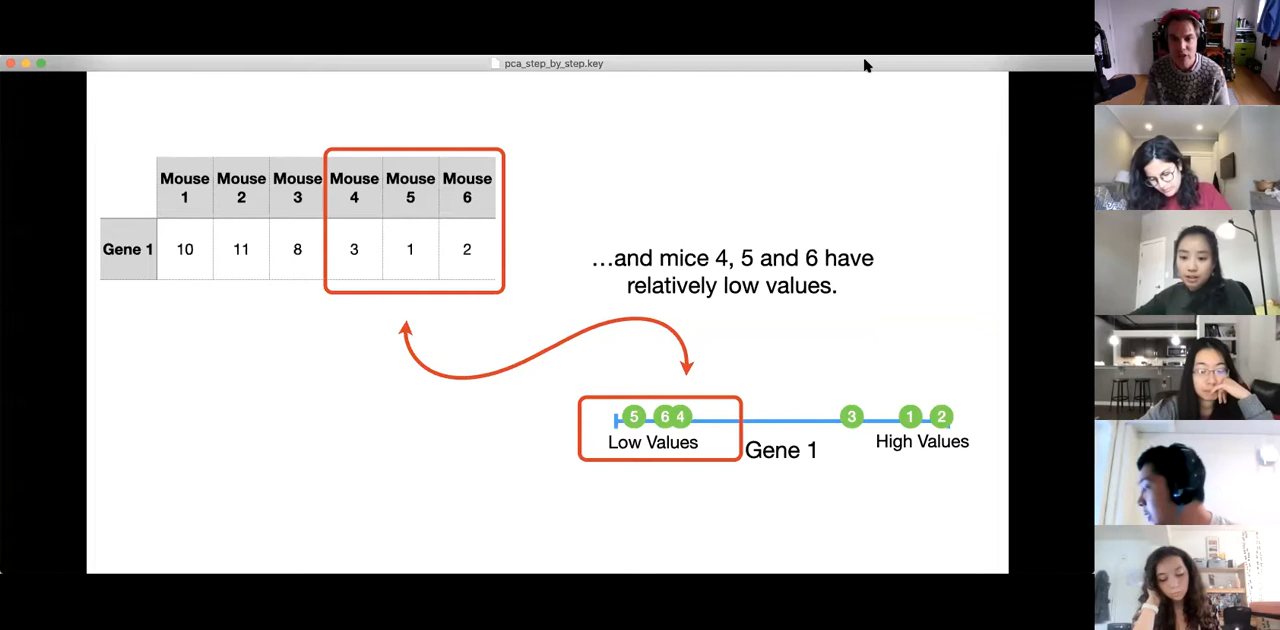 pca_step_by_step.key
Mouse 1 Mouse 2 Mouse 3 Mouse 4 Mouse 5 Mouse 6
Gene 1 10 11 8 3 1 2
…and mice 4, 5 and 6 have
relatively low values.
5 6 4 3 1 2
Low Values High Values
Gene 1